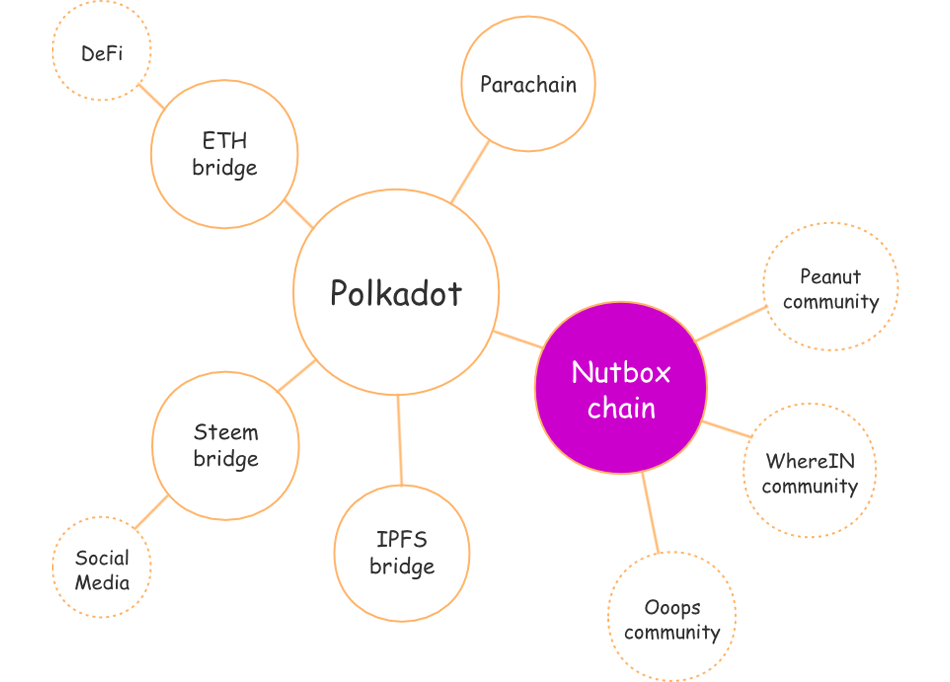 DeFi
Parachain
ETH
bridge
Polkadot
Peanut
community
Nutbox
chain
Steem
bridge
WhereIN
community
IPFS
bridge
Social
Media
Ooops
community